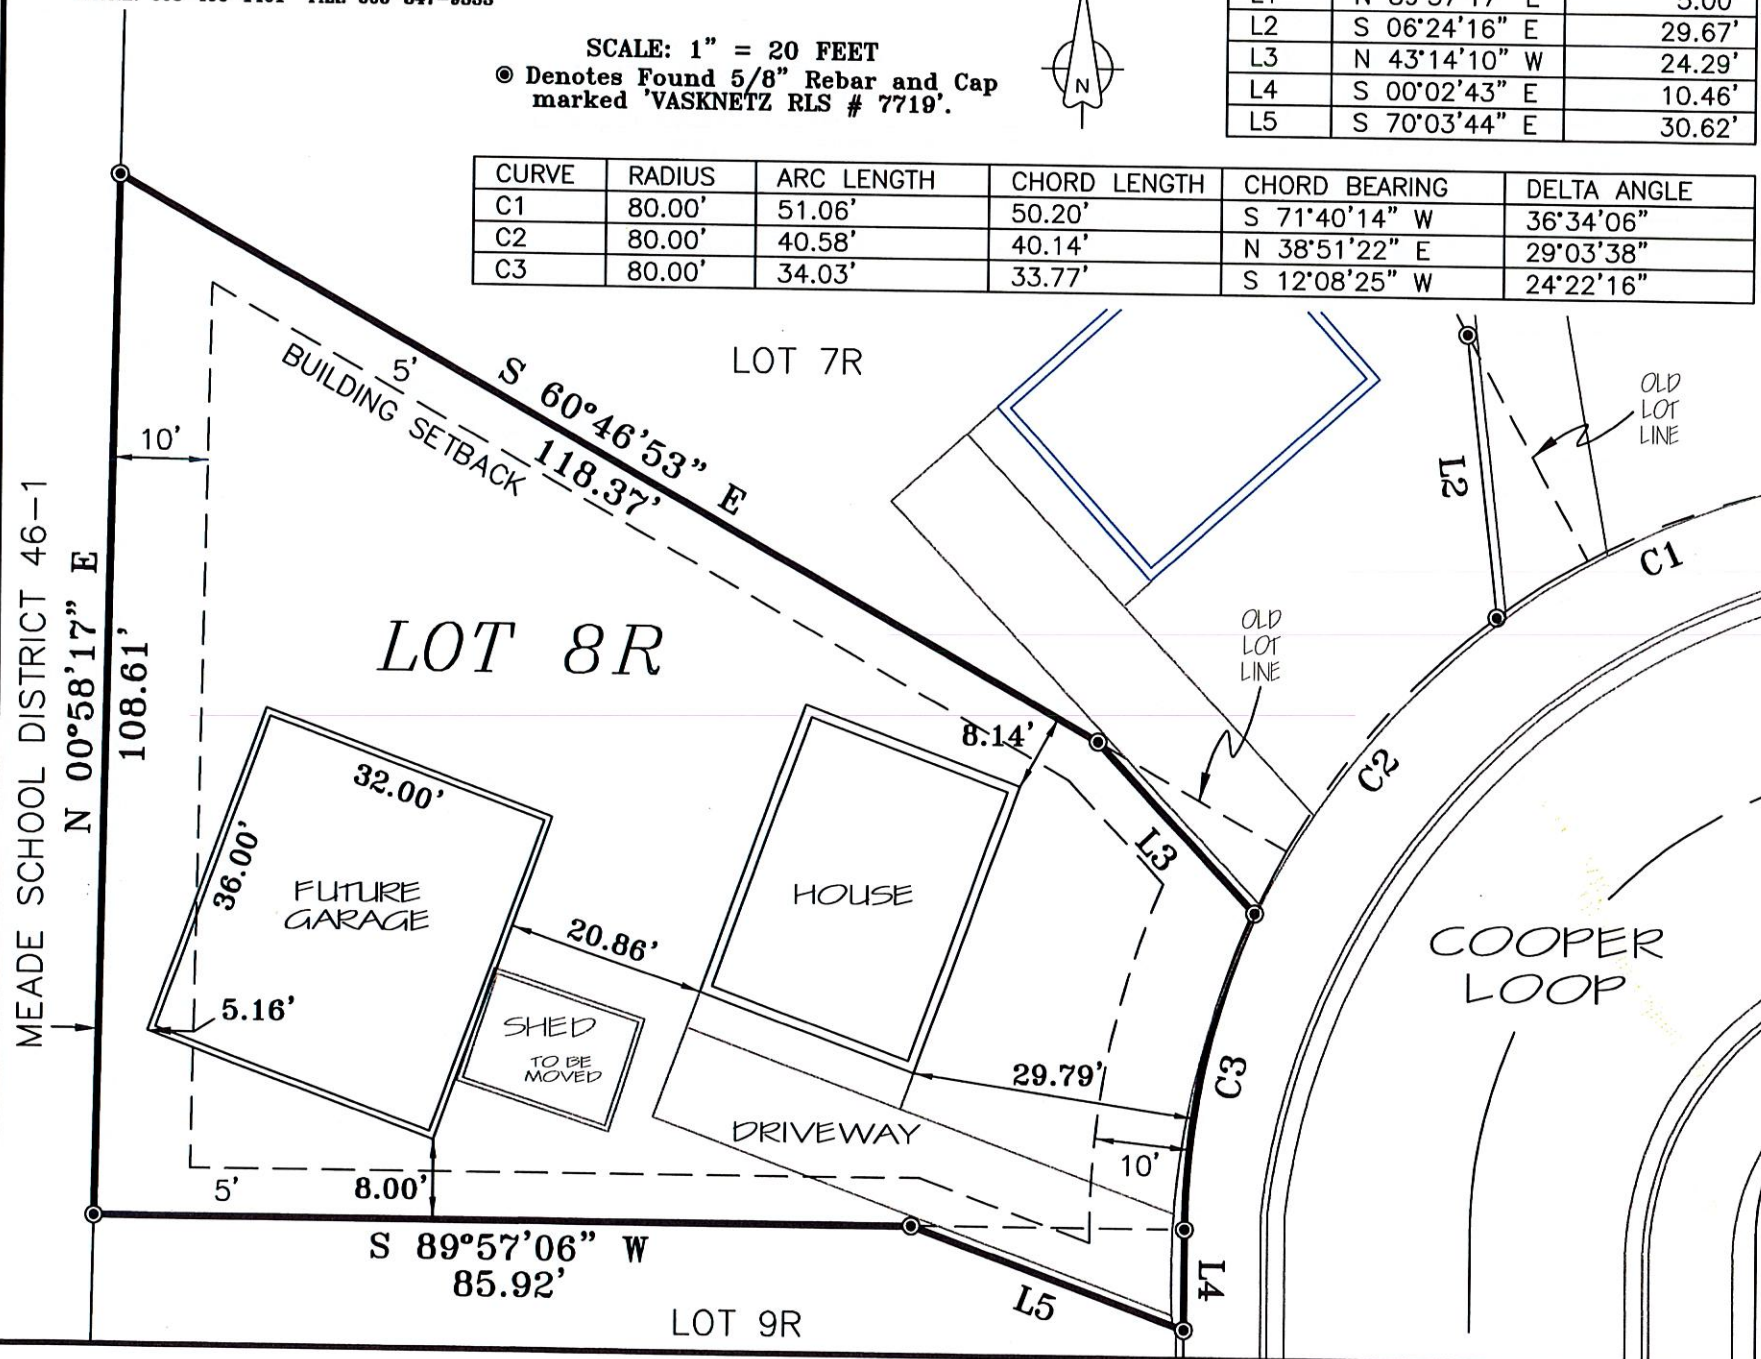 SCALE: 1" = 20 FEET
Denotes Found 5/8" Rebar and Cap
marked 'VASKNETZ RLS # 7719'.
N
L2 S 06°24'16" E 29.67'
L3 N 43°14'10" W 24.29'
L4 S 00°02'43" E 10.46'
L5 S 70°03'44" E 30.62'
CURVE RADIUS ARC LENGTH CHORD LENGTH CHORD BEARING DELTA ANGLE
C1 80.00' 51.06' 50.20' S 71°40'14" W 36°34'06"
C2 80.00' 40.58' 40.14' N 38°51'22" E 29°03'38"
C3 80.00' 34.03' 33.77' S 12°08'25" W 24°22'16"
LOT 7R
5'
BUILDING SETBACK
S 60°46'53" E
118.37'
10'
OLD
LOT
LINE
L2
C1
MEADE SCHOOL DISTRICT 46-1
N 00°58'17" E
108.61'
LOT 8R
OLD
LOT
LINE
8.14'
C2
L3
32.00'
36.00'
FUTURE
GARAGE
HOUSE
20.86'
COOPER
LOOP
5.16'
SHED
TO BE
MOVED
29.79'
C3
DRIVEWAY
10'
5'
8.00'
S 89°57'06" W
85.92'
L4
L5
LOT 9R